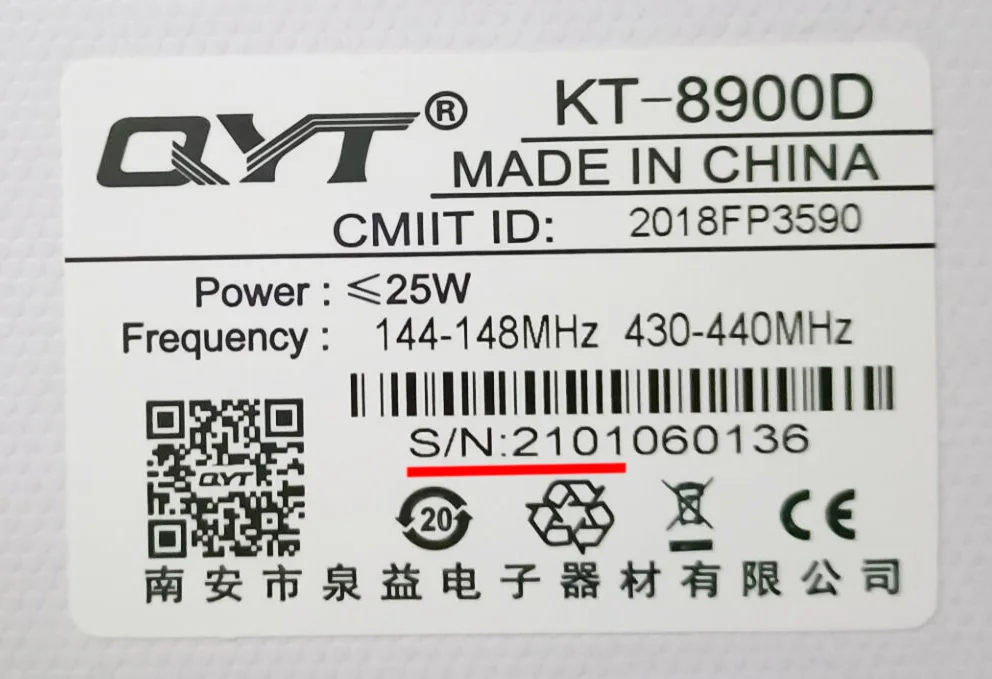 QYT® KT-8900D
MADE IN CHINA
CMIIT ID: 2018FP3590
Power : ≤25W
Frequency : 144-148MHz 430-440MHz
S/N:2101060136
QYT
20
CE
南安市泉益电子器材有限公司